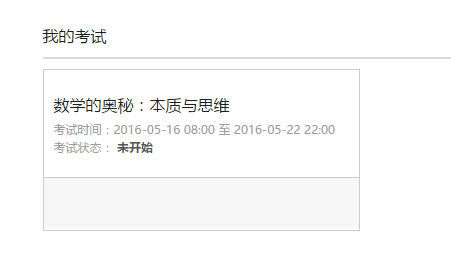 我的考试
数学的奥秘：本质与思维
考试时间：2016-05-16 08:00 至 2016-05-22 22:00
考试状态： 未开始